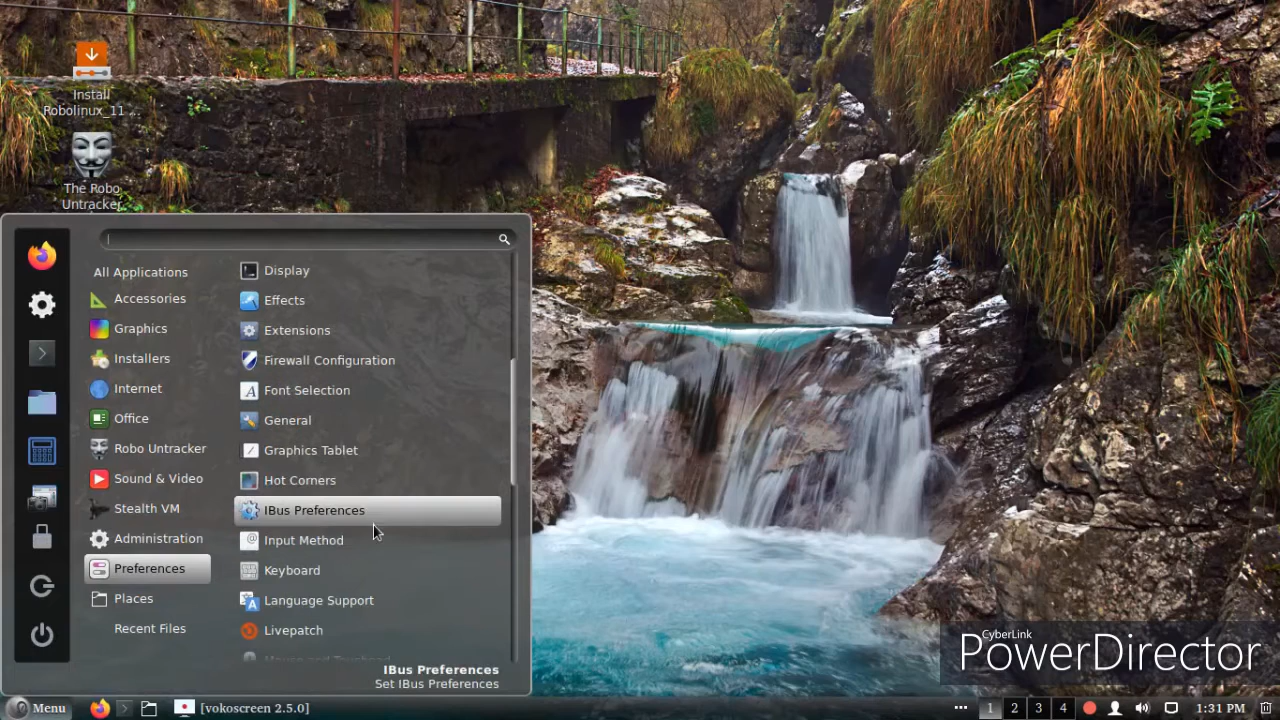 Install
Robolinux_11 ...
The Robo
Untracker
All Applications
Accessories
Graphics
Installers
Internet
Office
Robo Untracker
Sound & Video
Stealth VM
Administration
Preferences
Places
Recent Files
Display
Effects
Extensions
Firewall Configuration
Font Selection
General
Graphics Tablet
Hot Corners
IBus Preferences
Input Method
Keyboard
Language Support
Livepatch
Mouse and Touchpad
IBus Preferences
Set IBus Preferences
CyberLink
PowerDirector
Menu
[vokoscreen 2.5.0]
1 2 3 4
1:31 PM